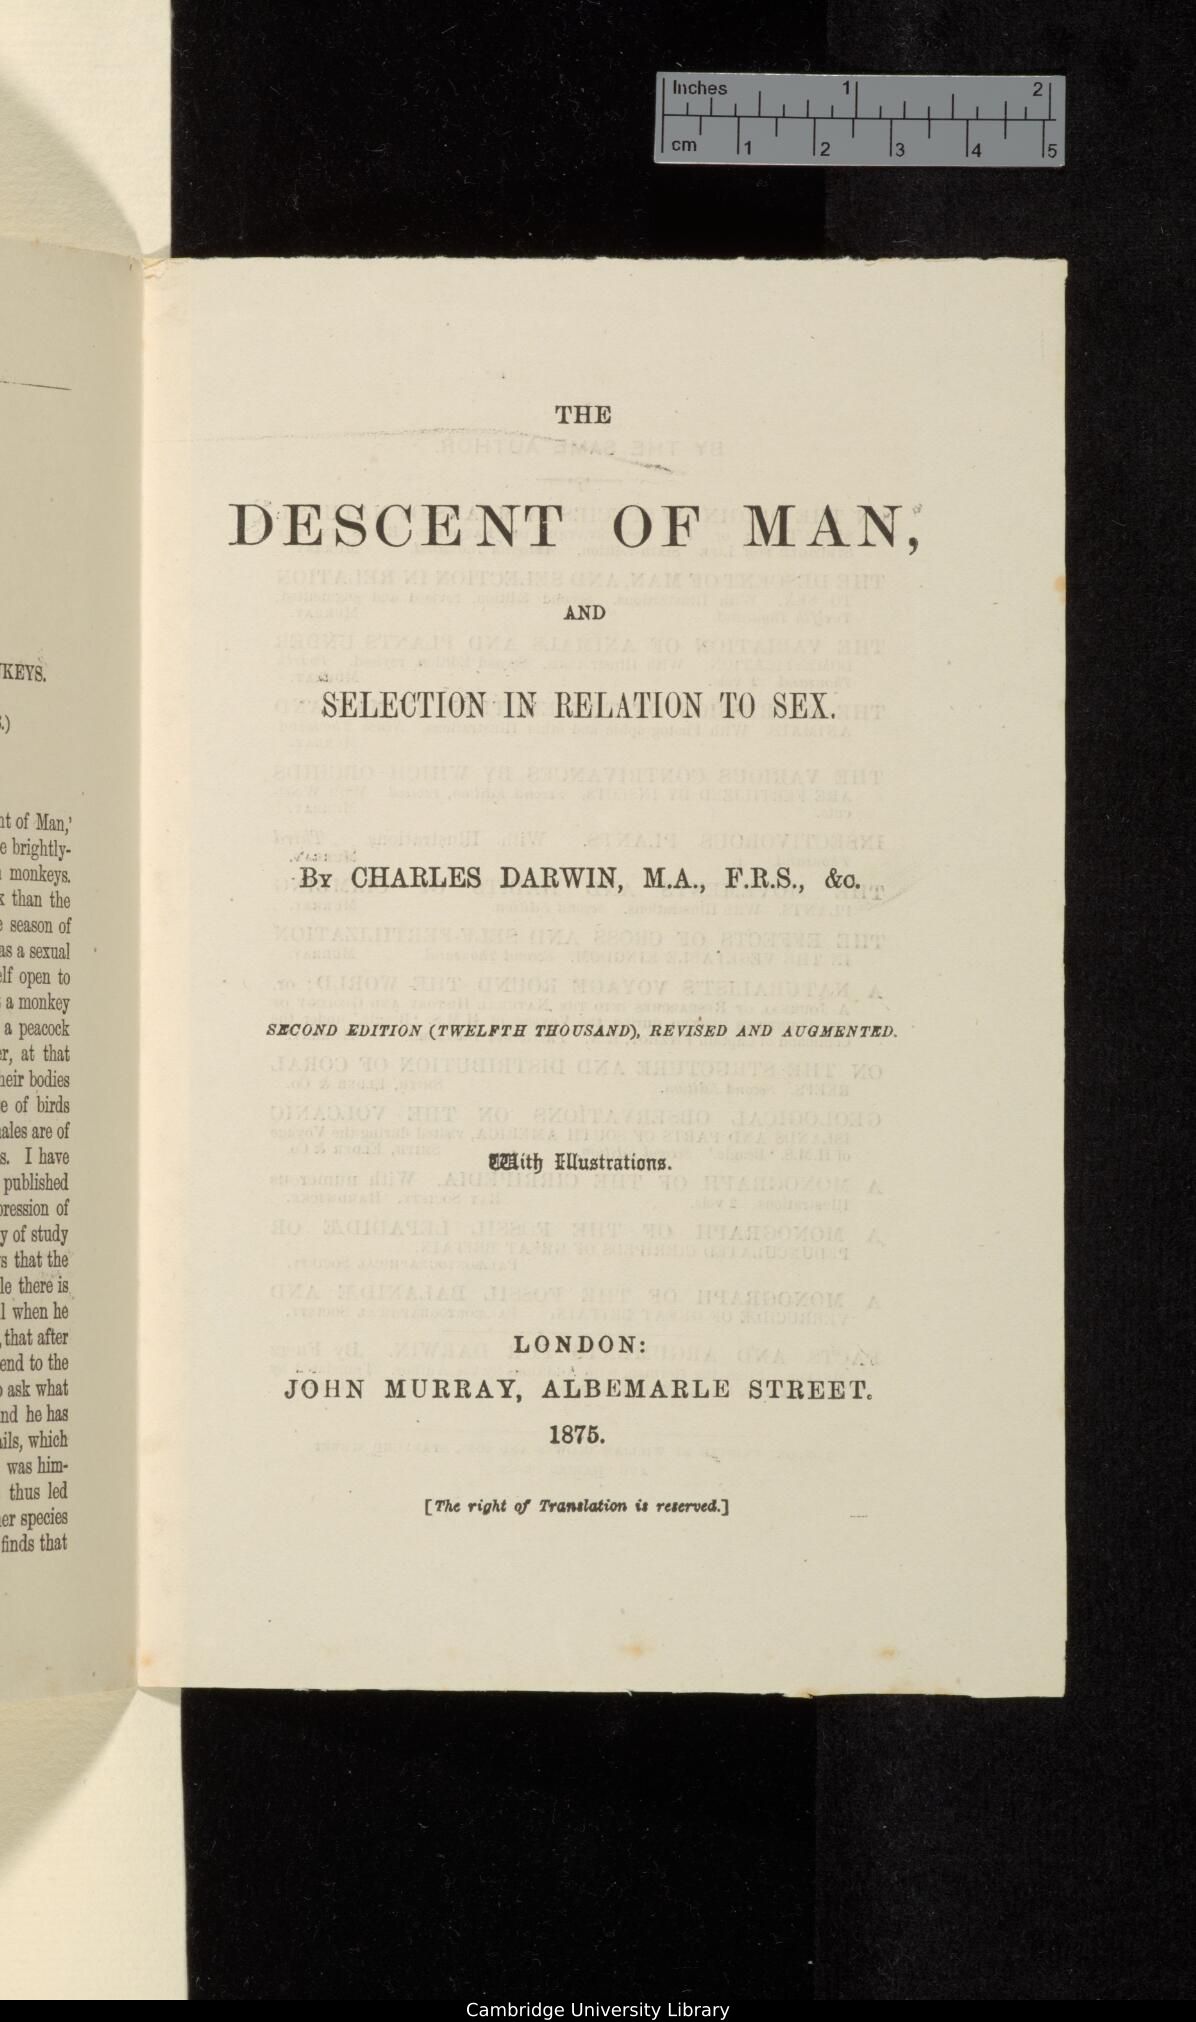 Inches 1 2
cm 1 2 3 4 5
KEYS.
nt of Man,'
e brightly-
monkeys.
than the
season of
as a sexual
elf open to
a monkey
a peacock
er, at that
heir bodies
e of birds
ales are of
s. I have
published
pression of
y of study
s that the
le there is
l when he
, that after
end to the
ask what
nd he has
ails, which
was him-
thus led
er species
finds that
THE
DESCENT OF MAN,
AND
SELECTION IN RELATION TO SEX.
By CHARLES DARWIN, M.A., F.R.S., &c.
SECOND EDITION (TWELFTH THOUSAND), REVISED AND AUGMENTED.
With Illustrations.
LONDON:
JOHN MURRAY, ALBEMARLE STREET.
1875.
[The right of Translation is reserved.]
Cambridge University Library